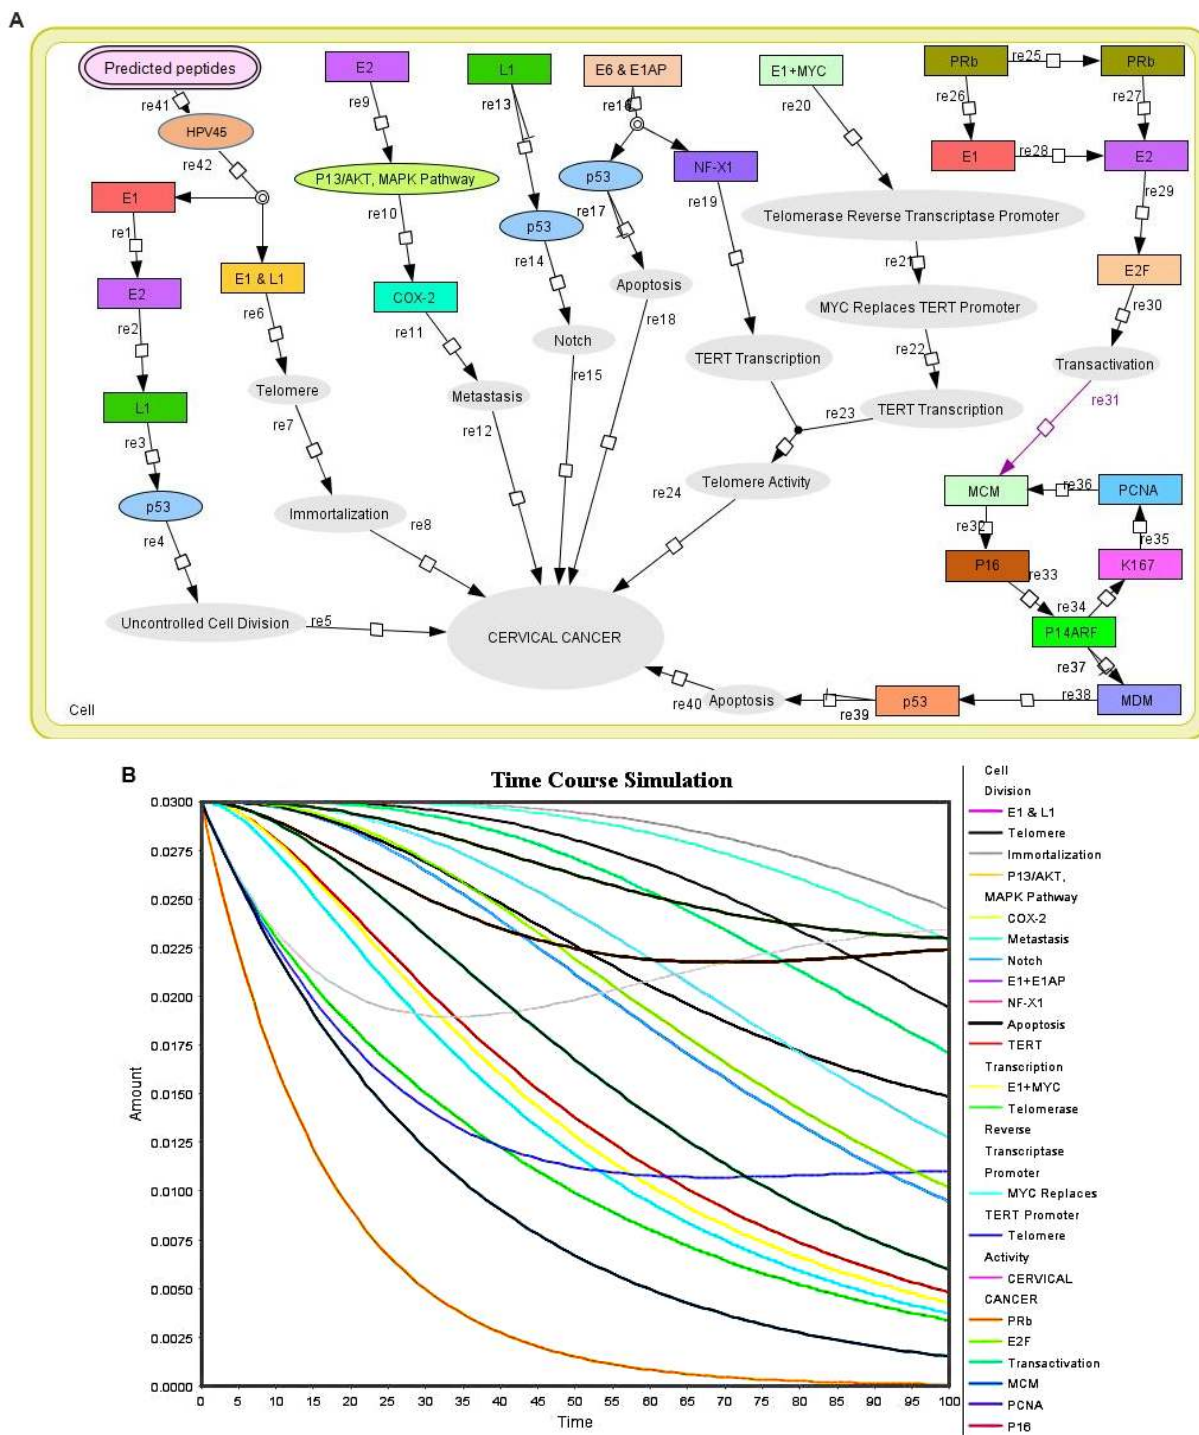 A
Predicted peptides
E2
L1
E6 & E1AP
E1+MYC
PRb
re25
PRb
re41
re9
re13
re16
re20
re26
re27
HPV45
re42
P13/AKT, MAPK Pathway
p53
NF-X1
E1
re28
E2
E1
re1
re10
p53
re17
re19
Telomerase Reverse Transcriptase Promoter
re29
E2
E1 & L1
COX-2
re14
Apoptosis
re21
E2F
re2
re6
re11
Notch
re18
MYC Replaces TERT Promoter
re30
Telomere
Metastasis
re15
TERT Transcription
re22
Transactivation
L1
re7
re12
re23
TERT Transcription
re31
re3
Telomere Activity
MCM
re36
PCNA
p53
Immortalization
re8
re24
re32
re35
re4
P16
re33
K167
Uncontrolled Cell Division
re5
CERVICAL CANCER
re34
P14ARF
re37
Cell
re40
Apoptosis
re39
p53
re38
MDM
B
Time Course Simulation
Amount
0.0300
0.0275
0.0250
0.0225
0.0200
0.0175
0.0150
0.0125
0.0100
0.0075
0.0050
0.0025
0.0000
0 5 10 15 20 25 30 35 40 45 50 55 60 65 70 75 80 85 90 95 100
Time
Cell
Division
E1 & L1
Telomere
Immortalization
P13/AKT,
MAPK Pathway
COX-2
Metastasis
Notch
E1+E1AP
NF-X1
Apoptosis
TERT
Transcription
E1+MYC
Telomerase
Reverse
Transcriptase
Promoter
MYC Replaces
TERT Promoter
Telomere
Activity
CERVICAL
CANCER
PRb
E2F
Transactivation
MCM
PCNA
P16